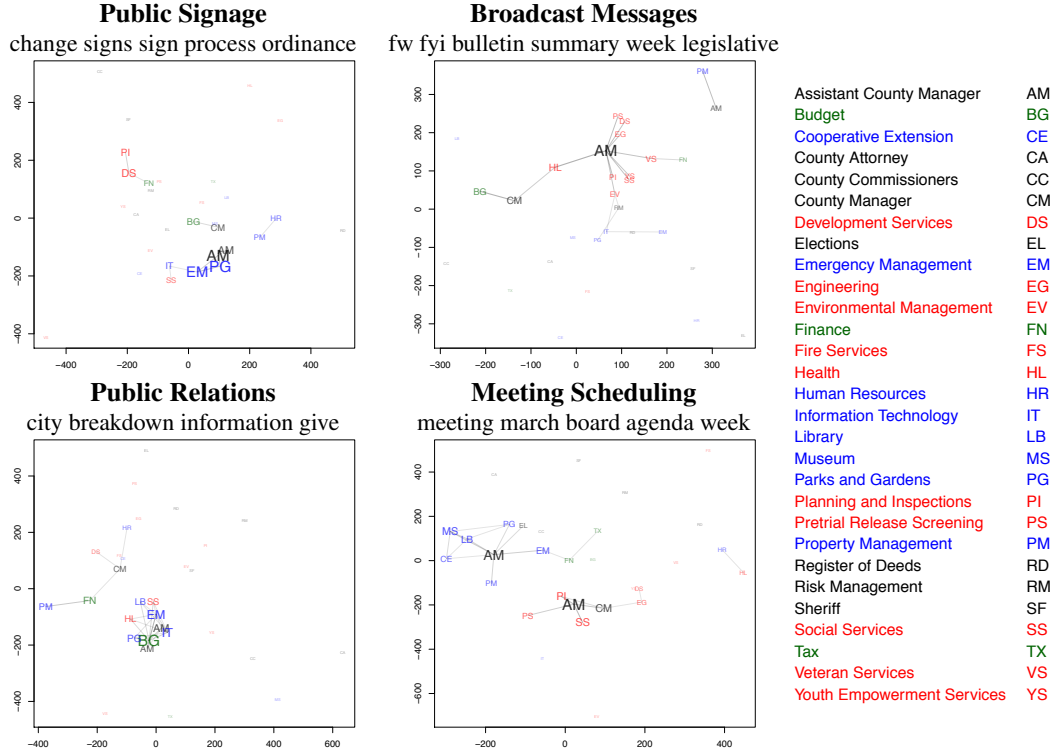 Public Signage
change signs sign process ordinance
400
200
0
−200
−400
PI
DS
FN
BG
CM
HR
PM
AM
AM
EM
PG
IT
SS
−400
−200
0
200
400
Broadcast Messages
fw fyi bulletin summary week legislative
300
200
100
0
−100
−200
−300
PM
AM
PS
DS
EG
AM
VS
FN
HL
PI
YS
SS
EV
RM
BG
CM
IT
PG
PM
−300
−200
−100
0
100
200
300
Public Relations
city breakdown information give
400
200
0
−200
−400
HR
DS
CM
FN
PM
LB
SS
EM
HL
AM
IT
PG
BG
AM
−400
−200
0
200
400
600
Meeting Scheduling
meeting march board agenda week
400
200
0
−200
−400
−600
MS
PG
EL
LB
TX
CE
AM
EM
FN
PM
HR
HL
PI
AM
CM
DS
EG
PS
SS
−200
0
200
400
Assistant County Manager AM
Budget BG
Cooperative Extension CE
County Attorney CA
County Commissioners CC
County Manager CM
Development Services DS
Elections EL
Emergency Management EM
Engineering EG
Environmental Management EV
Finance FN
Fire Services FS
Health HL
Human Resources HR
Information Technology IT
Library LB
Museum MS
Parks and Gardens PG
Planning and Inspections PI
Pretrial Release Screening PS
Property Management PM
Register of Deeds RD
Risk Management RM
Sheriff SF
Social Services SS
Tax TX
Veteran Services VS
Youth Empowerment Services YS